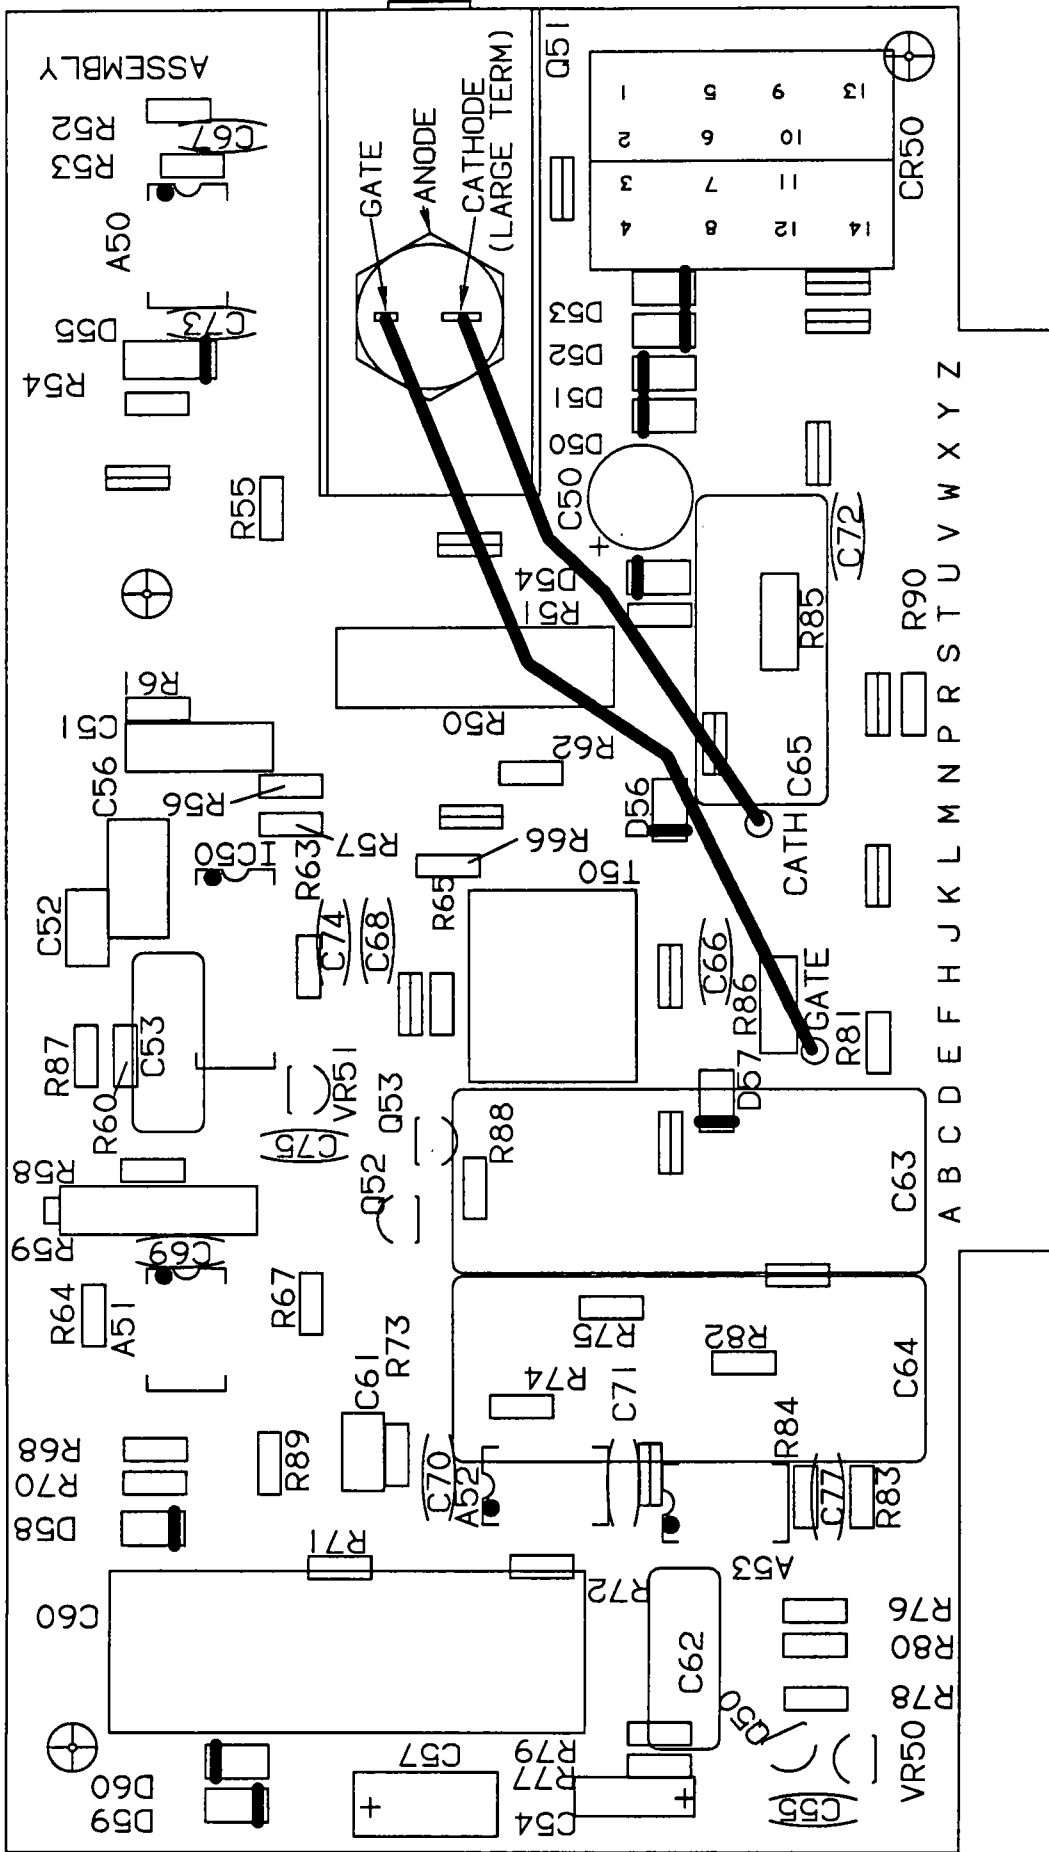 ASSEMBLY
R52
C67
R53
A50
D55
C73
R54
R55
GATE
ANODE
CATHODE
(LARGE TERM)
Q51
1 5 9 13
2 6 10
3 7 11
4 8 12 14
CR50
D53
D52
D51
D50
C50
+
D54
R51
C72
R85
R90
R61
C51
R50
C56
R56
R62
C65
D56
CATH
IC50
R57
R63
R66
T50
C52
R65
C74
C68
C66
R86
GATE
R87
C53
R60
VR51
R81
D57
Q53
C75
R88
R58
Q52
C63
R59
C69
A B C D E F H J K L M N P R S T U V W X Y Z
R64
A51
R67
R73
R75
R82
C64
C61
R74
C71
R84
R68
R70
R89
C70
A52
C77
R83
D58
R71
A53
C60
R72
R76
C62
R80
R78
Q50
C57
R79
R77
VR50
D60
D59
+
C54
+
C55